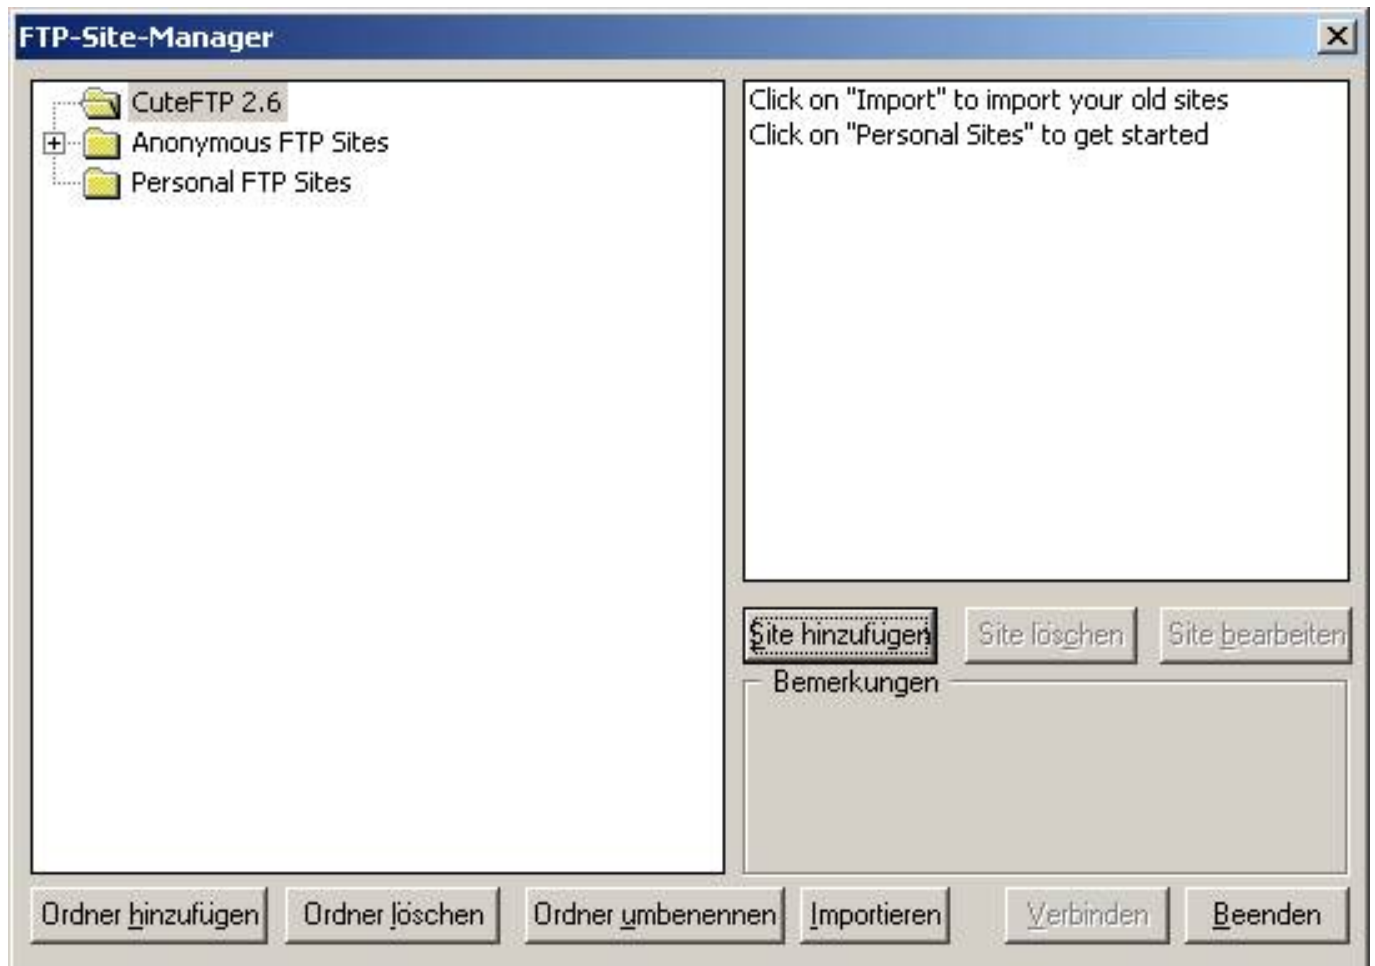 FTP-Site-Manager
CuteFTP 2.6
Anonymous FTP Sites
Personal FTP Sites
Click on "Import" to import your old sites
Click on "Personal Sites" to get started
Site hinzufügen
Site löschen
Site bearbeiten
Bemerkungen
Ordner hinzufügen
Ordner löschen
Ordner umbenennen
Importieren
Verbinden
Beenden